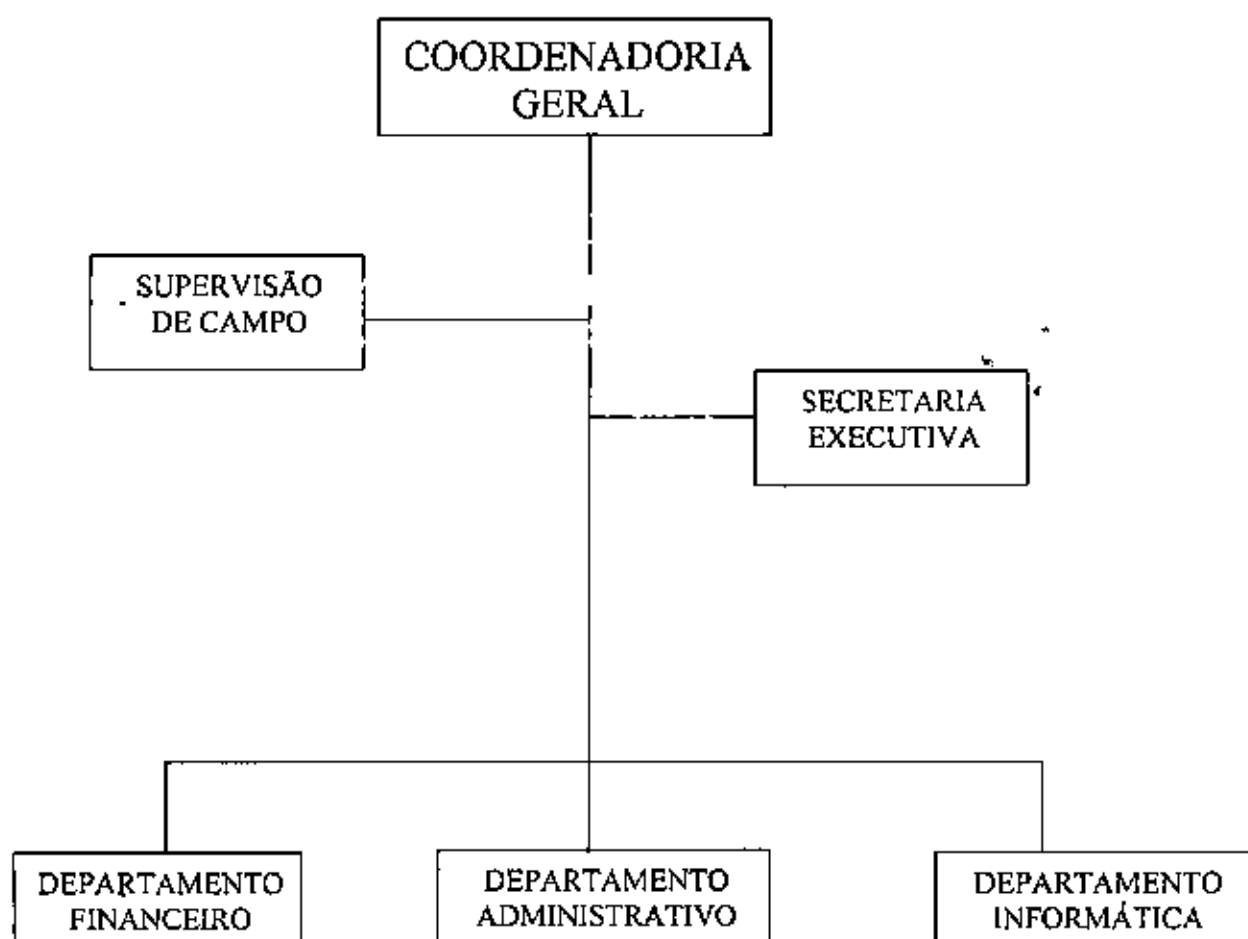 COORDENADORIA
GERAL
SUPERVISÃO
DE CAMPO
SECRETARIA
EXECUTIVA
DEPARTAMENTO
FINANCEIRO
DEPARTAMENTO
ADMINISTRATIVO
DEPARTAMENTO
INFORMÁTICA